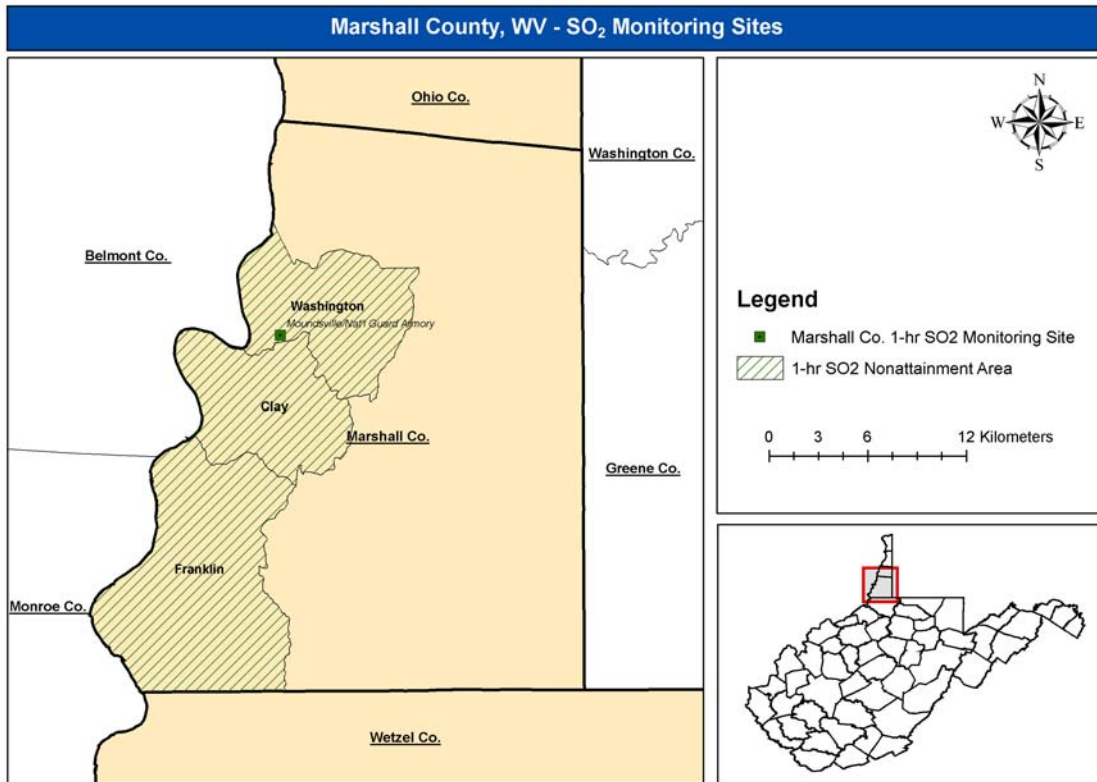 Marshall County, WV - SO₂ Monitoring Sites
Ohio Co.
Washington Co.
Belmont Co.
Washington
Moundsville/Nat'l Guard Armory
Clay
Marshall Co.
Greene Co.
Franklin
Monroe Co.
Wetzel Co.
N
W E
S
Legend
Marshall Co. 1-hr SO2 Monitoring Site
1-hr SO2 Nonattainment Area
0 3 6 12 Kilometers